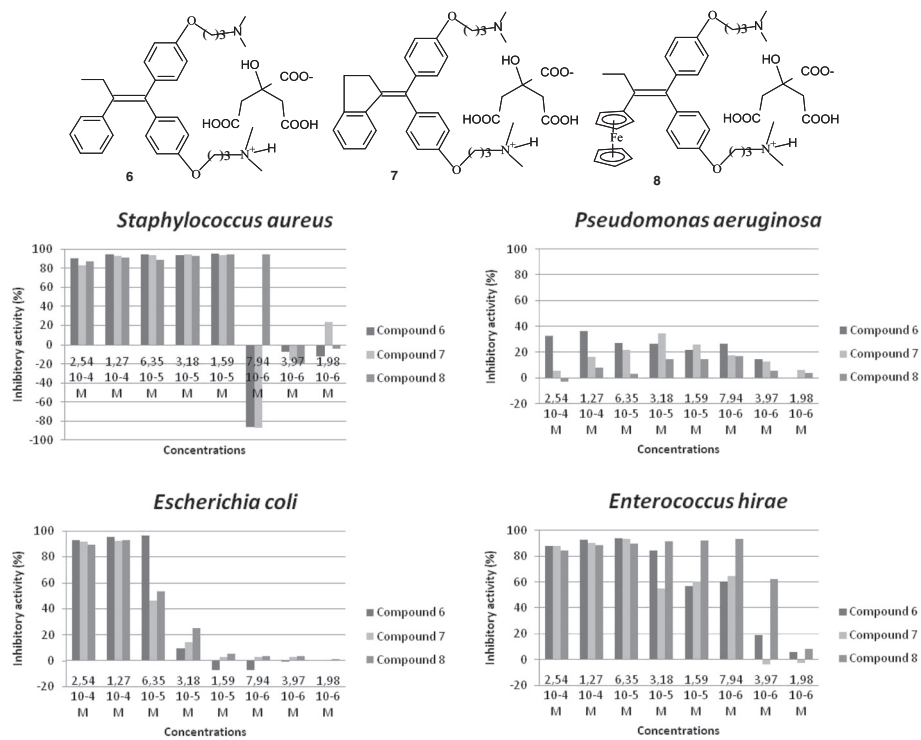 O
( )3
N
O
( )3
N
O
( )3
N
HO
COO-
HOOC
COOH
HO
COO-
HOOC
COOH
HO
COO-
HOOC
COOH
Fe
O
( )3
N+
H
O
( )3
N+
H
O
( )3
N+
H
6
7
8
Staphylococcus aureus
Inhibitory activity (%)
100
80
60
40
20
0
-20
-40
-60
-80
-100
2,54 1,27 6,35 3,18 1,59 7,94 3,97 1,98
10-4 10-4 10-5 10-5 10-5 10-6 10-6 10-6
M M M M M M M M
Concentrations
Compound 6
Compound 7
Compound 8
Pseudomonas aeruginosa
Inhibitory activity (%)
100
80
60
40
20
0
-20
2,54 1,27 6,35 3,18 1,59 7,94 3,97 1,98
10-4 10-4 10-5 10-5 10-5 10-6 10-6 10-6
M M M M M M M M
Concentrations
Compound 6
Compound 7
Compound 8
Escherichia coli
Inhibitory activity (%)
100
80
60
40
20
0
-20
2,54 1,27 6,35 3,18 1,59 7,94 3,97 1,98
10-4 10-4 10-5 10-5 10-5 10-6 10-6 10-6
M M M M M M M M
Concentrations
Compound 6
Compound 7
Compound 8
Enterococcus hirae
Inhibitory activity (%)
100
80
60
40
20
0
-20
2,54 1,27 6,35 3,18 1,59 7,94 3,97 1,98
10-4 10-4 10-5 10-5 10-5 10-6 10-6 10-6
M M M M M M M M
Concentrations
Compound 6
Compound 7
Compound 8